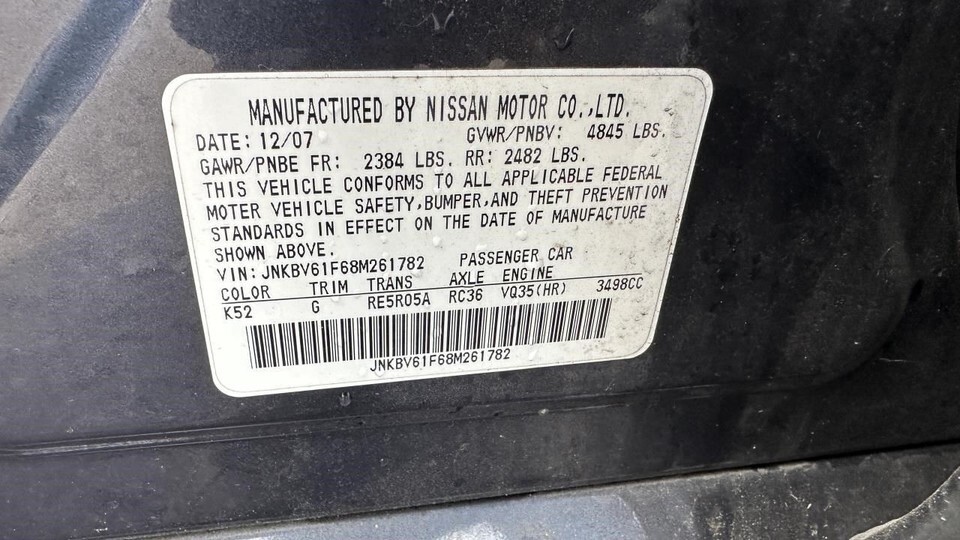 MANUFACTURED BY NISSAN MOTOR CO.,LTD.
DATE: 12/07 GVWR/PNBV: 4845 LBS.
GAWR/PNBE FR: 2384 LBS. RR: 2482 LBS.
THIS VEHICLE CONFORMS TO ALL APPLICABLE FEDERAL
MOTER VEHICLE SAFETY,BUMPER,AND THEFT PREVENTION
STANDARDS IN EFFECT ON THE DATE OF MANUFACTURE
SHOWN ABOVE.
VIN: JNKBV61F68M261782 PASSENGER CAR
COLOR TRIM TRANS AXLE ENGINE
K52 G RE5R05A RC36 VQ35(HR) 3498CC
JNKBV61F68M261782